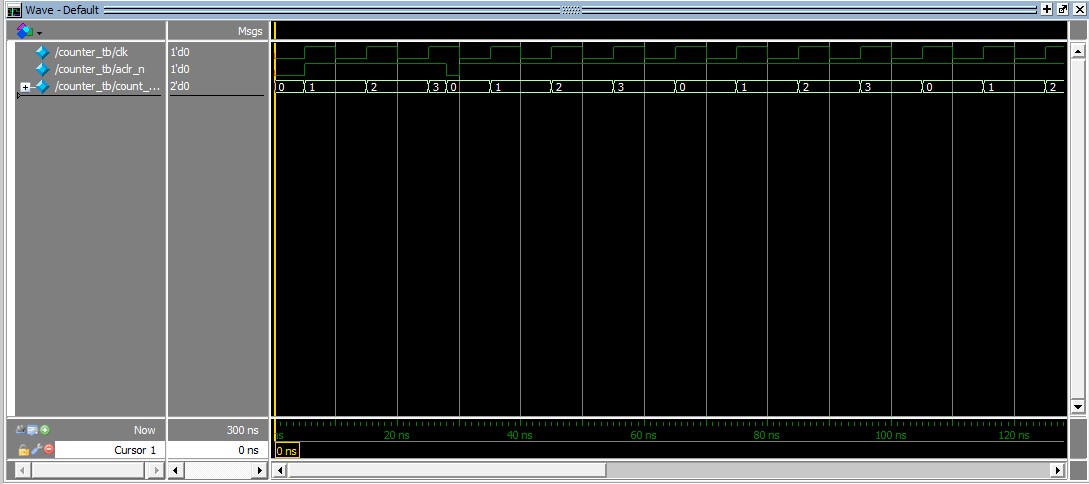 Wave - Default
Msgs
/counter_tb/clk 1'd0
/counter_tb/aclr_n 1'd0
/counter_tb/count_... 2'd0
0 1 2 3 0 1 2 3 0 1 2 3 0 1 2
Now 300 ns
ns 20 ns 40 ns 60 ns 80 ns 100 ns 120 ns
Cursor 1 0 ns
0 ns